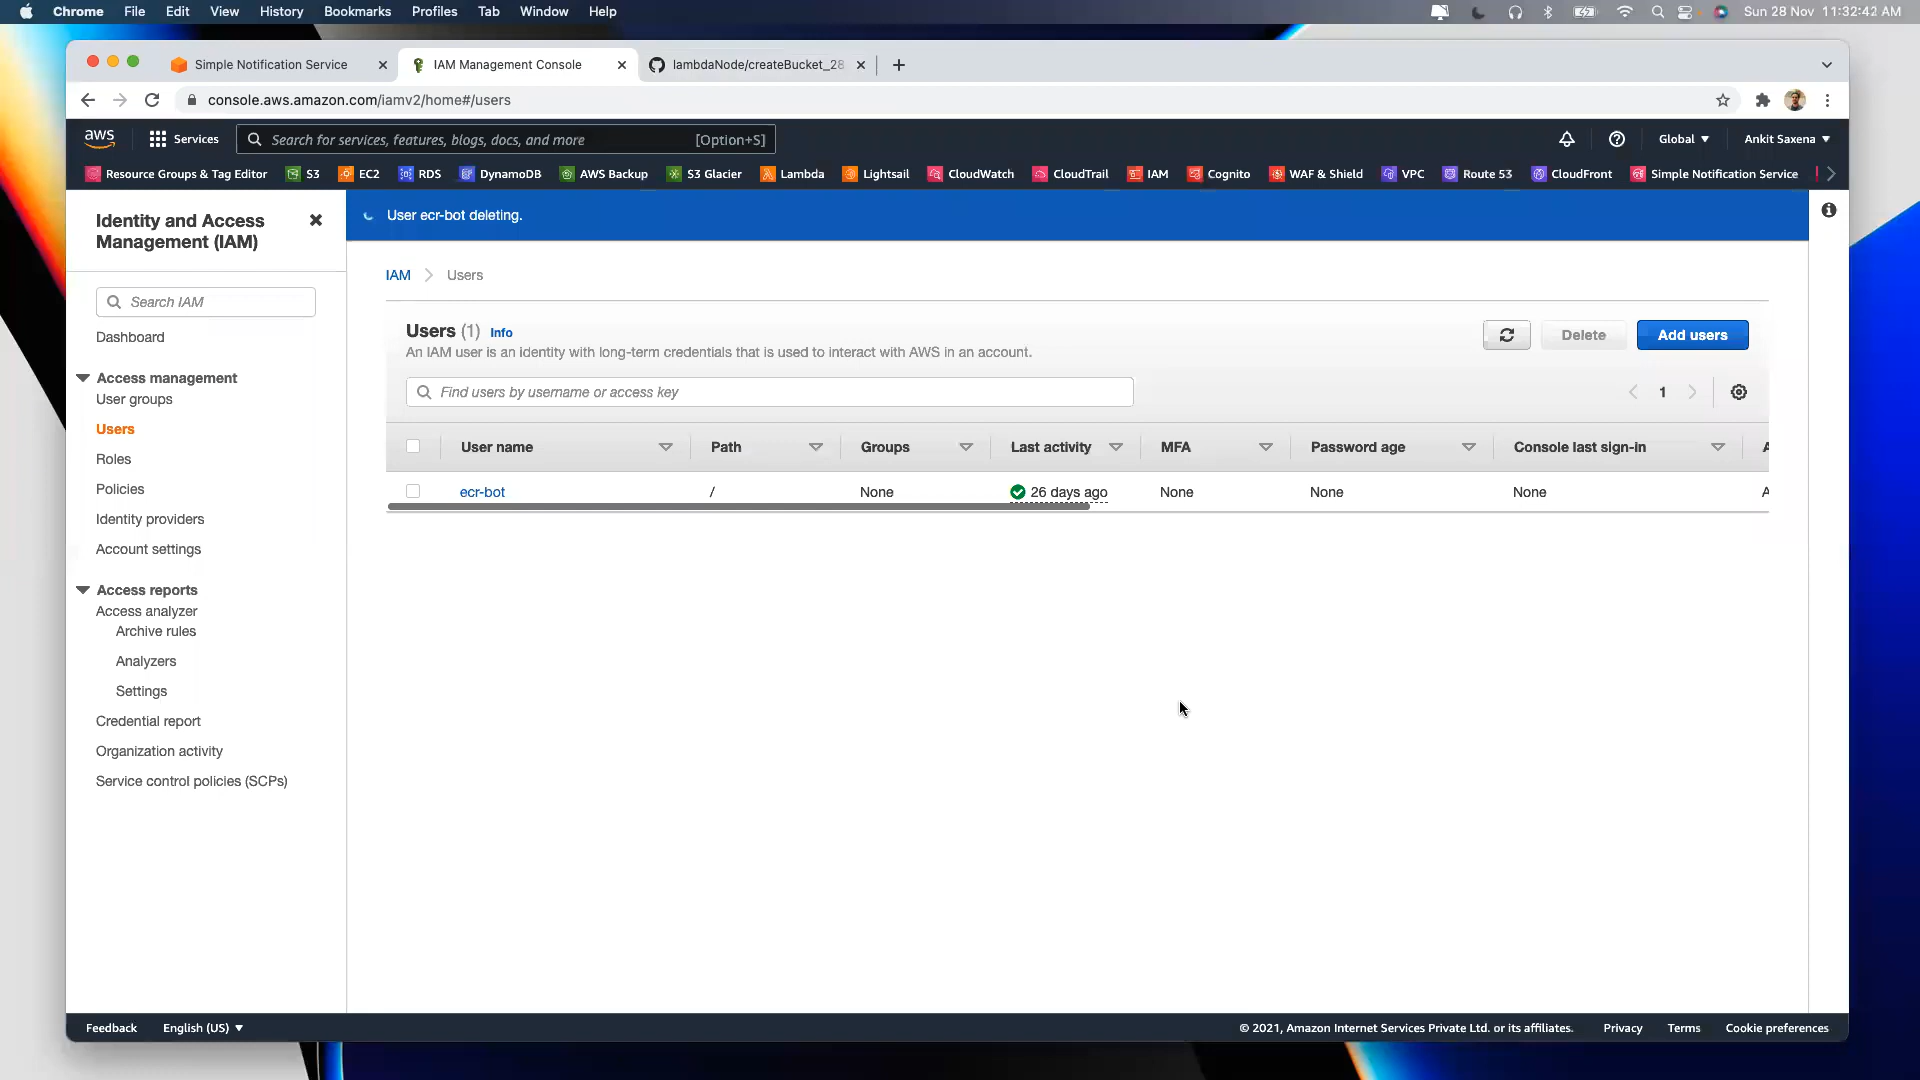 Chrome File Edit View History Bookmarks Profiles Tab Window Help Sun 28 Nov 11:32:42 AM
Simple Notification Service IAM Management Console lambdaNode/createBucket_28
console.aws.amazon.com/iamv2/home#/users
aws Services Search for services, features, blogs, docs, and more [Option+S] Global Ankit Saxena
Resource Groups & Tag Editor S3 EC2 RDS DynamoDB AWS Backup S3 Glacier Lambda Lightsail CloudWatch CloudTrail IAM Cognito WAF & Shield VPC Route 53 CloudFront Simple Notification Service
Identity and Access
Management (IAM)
Search IAM
Dashboard
Access management
User groups
Users
Roles
Policies
Identity providers
Account settings
Access reports
Access analyzer
Archive rules
Analyzers
Settings
Credential report
Organization activity
Service control policies (SCPs)
User ecr-bot deleting.
IAM Users
Users (1) Info
An IAM user is an identity with long-term credentials that is used to interact with AWS in an account.
Delete Add users
Find users by username or access key
1
User name Path Groups Last activity MFA Password age Console last sign-in A
ecr-bot / None 26 days ago None None None A
Feedback English (US) © 2021, Amazon Internet Services Private Ltd. or its affiliates. Privacy Terms Cookie preferences